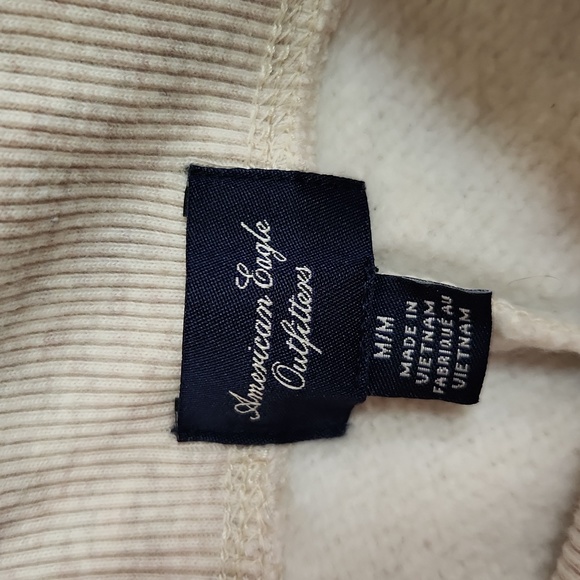 American Eagle
Outfitters
M/M
MADE IN
VIETNAM
FABRIQUÉ AU
VIETNAM